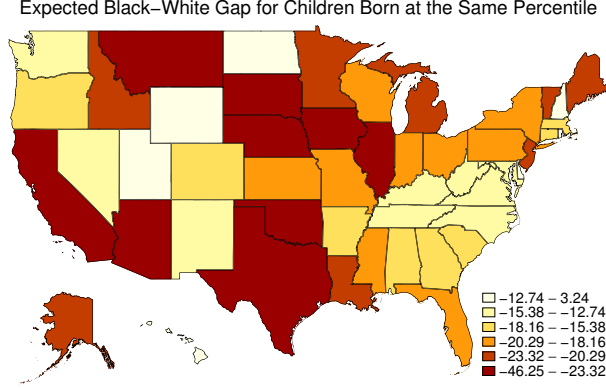 Expected Black−White Gap for Children Born at the Same Percentile
−12.74 − 3.24
−15.38 − −12.74
−18.16 − −15.38
−20.29 − −18.16
−23.32 − −20.29
−46.25 − −23.32